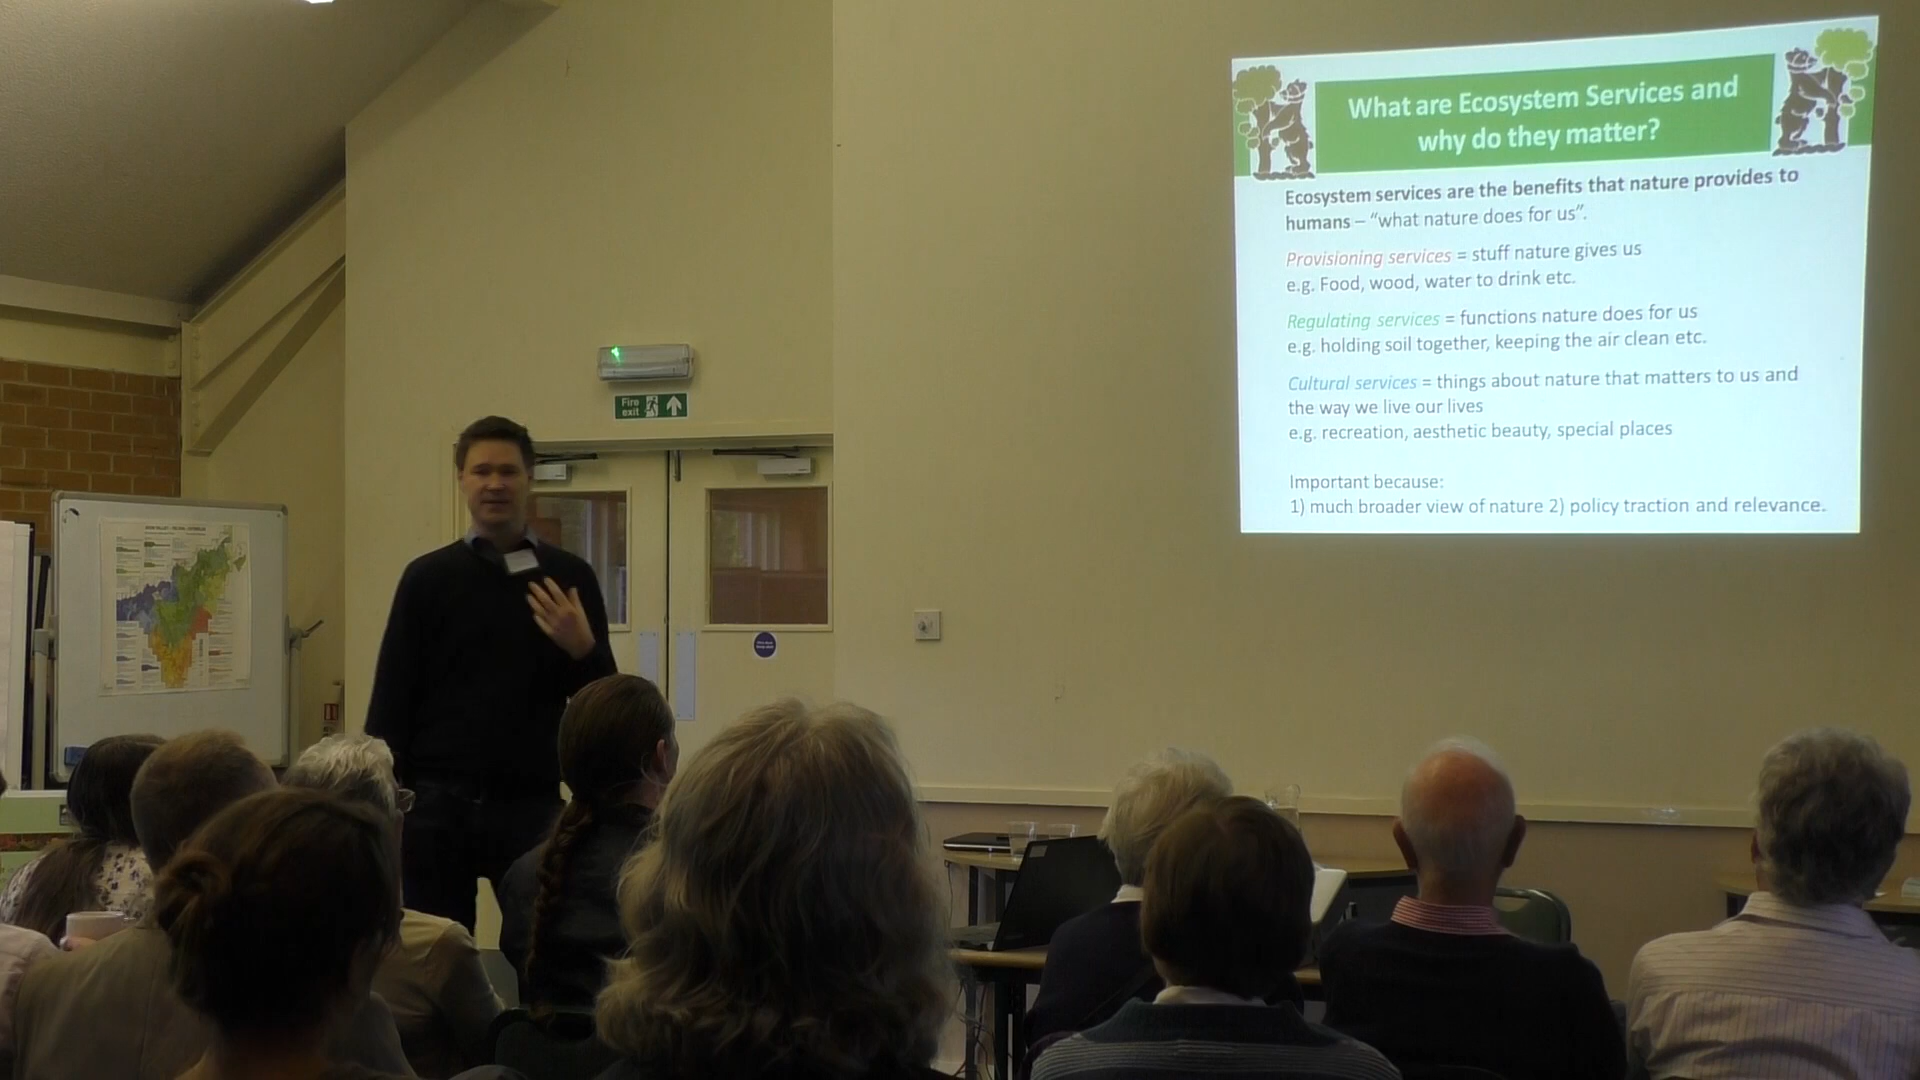 What are Ecosystem Services and
why do they matter?
Ecosystem services are the benefits that nature provides to
humans – “what nature does for us”.
Provisioning services = stuff nature gives us
e.g. Food, wood, water to drink etc.
Regulating services = functions nature does for us
e.g. holding soil together, keeping the air clean etc.
Cultural services = things about nature that matters to us and
the way we live our lives
e.g. recreation, aesthetic beauty, special places
Important because:
1) much broader view of nature 2) policy traction and relevance.
Fire
exit